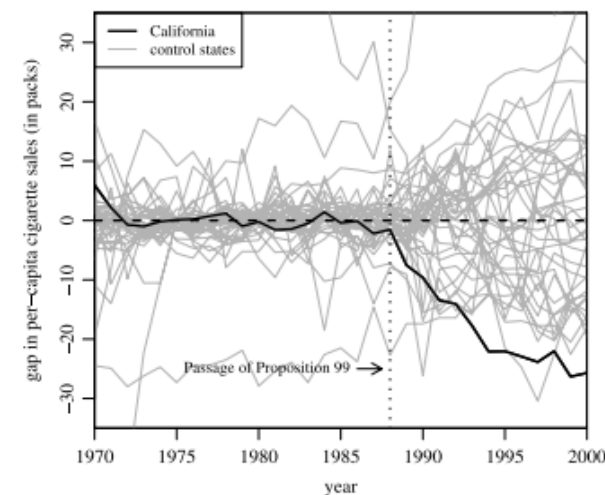 California
control states
gap in per−capita cigarette sales (in packs)
30
20
10
0
−10
−20
−30
Passage of Proposition 99
1970
1975
1980
1985
1990
1995
2000
year